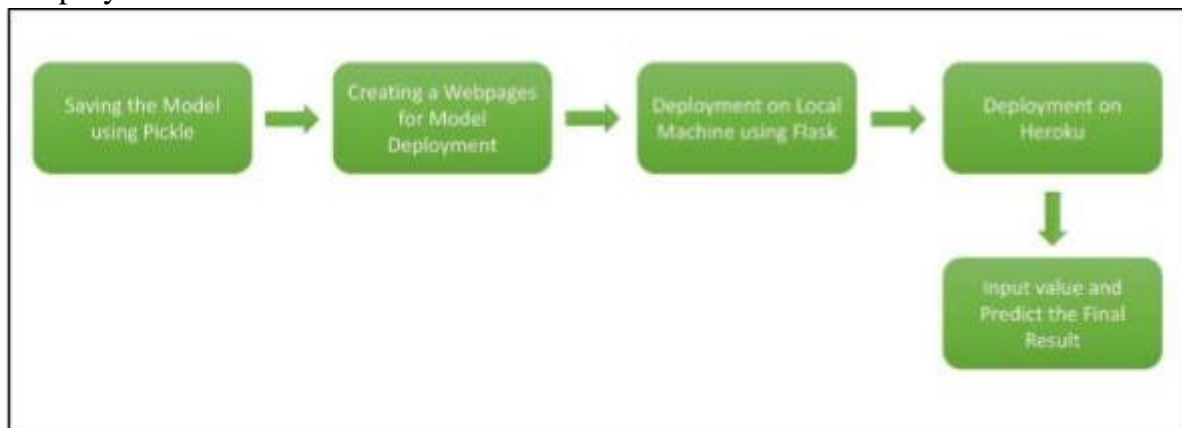 Saving the Model
using Pickle
Creating a Webpages
for Model
Deployment
Deployment on Local
Machine using Flask
Deployment on
Heroku
Input value and
Predict the Final
Result